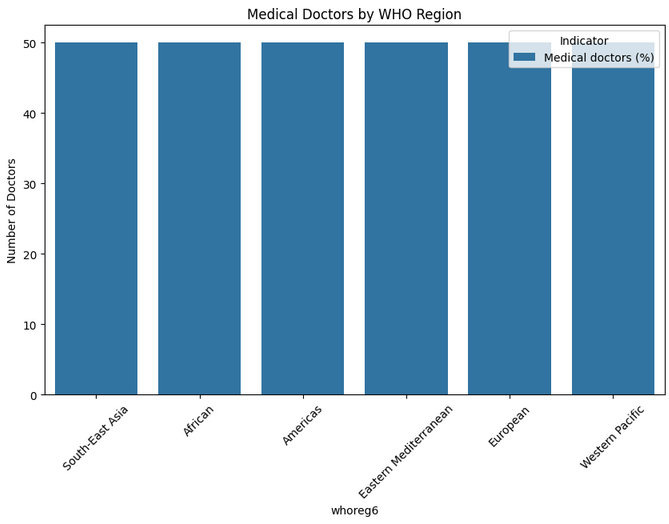 Medical Doctors by WHO Region
Indicator
Medical doctors (%)
Number of Doctors
50
40
30
20
10
0
South-East Asia
African
Americas
Eastern Mediterranean
European
Western Pacific
whoreg6